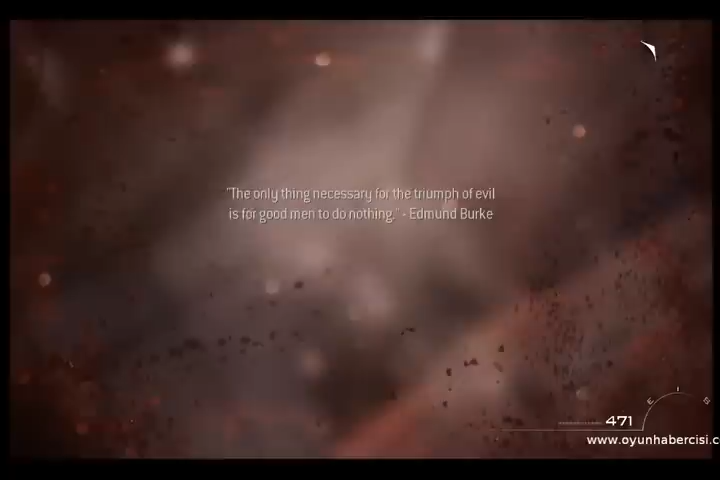 "The only thing necessary for the triumph of evil
is for good men to do nothing." - Edmund Burke
E
S
471
www.oyunhabercisi.c